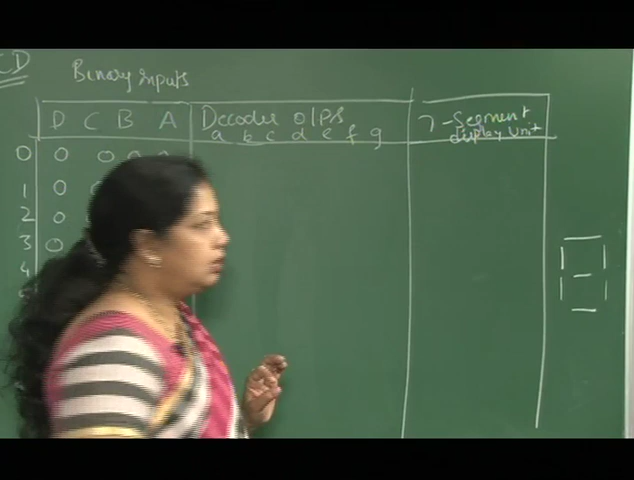 CD
Binary inputs
D C B A Decoder O/PS 7-Segment
a b c d e f g display unit
0 0 0 0 0
1 0 0
2 0
3 0
4